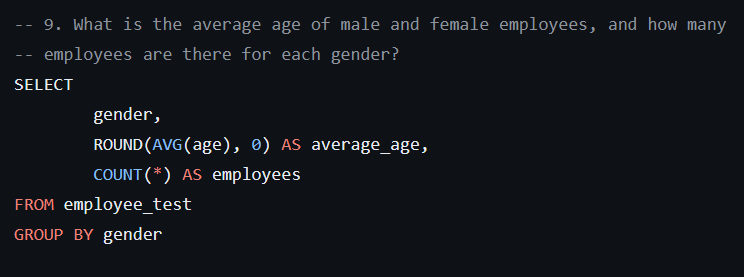 -- 9. What is the average age of male and female employees, and how many
-- employees are there for each gender?
SELECT
gender,
ROUND(AVG(age), 0) AS average_age,
COUNT(*) AS employees
FROM employee_test
GROUP BY gender